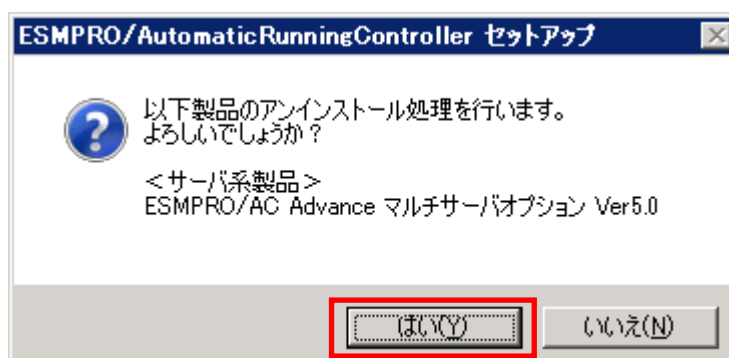 ESMPRO/AutomaticRunningController セットアップ
以下製品のアンインストール処理を行います。
よろしいでしょうか？
＜サーバ系製品＞
ESMPRO/AC Advance マルチサーバオプション Ver5.0
はい(Y)
いいえ(N)